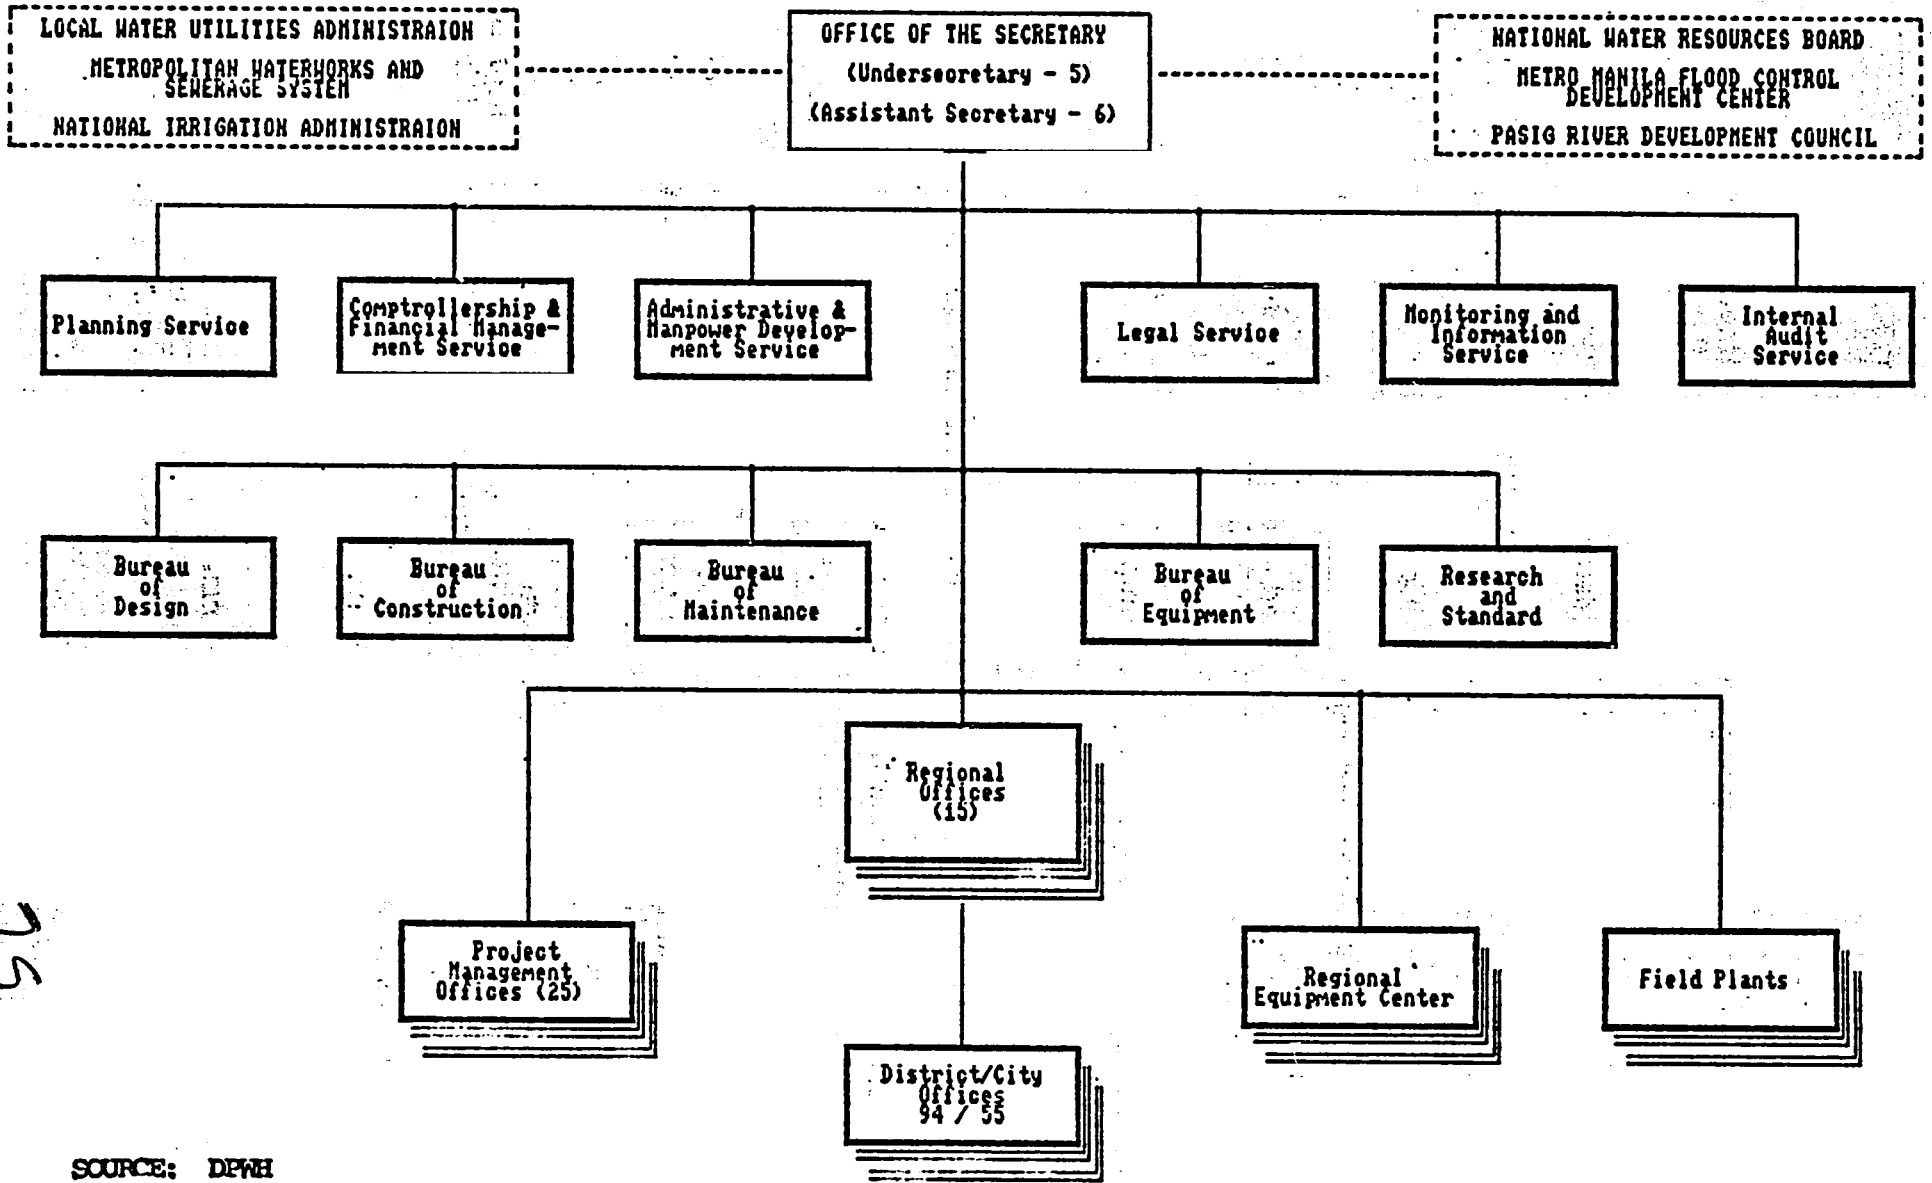 LOCAL WATER UTILITIES ADMINISTRAION
METROPOLITAN WATERWORKS AND
SEWERAGE SYSTEM
NATIONAL IRRIGATION ADMINISTRAION
OFFICE OF THE SECRETARY
(Undersecretary - 5)
(Assistant Secretary - 6)
NATIONAL WATER RESOURCES BOARD
METRO MANILA FLOOD CONTROL
DEVELOPMENT CENTER
PASIG RIVER DEVELOPMENT COUNCIL
Planning Service
Comptrollership &
Financial Manage-
ment Service
Administrative &
Manpower Develop-
ment Service
Legal Service
Monitoring and
Information
Service
Internal
Audit
Service
Bureau
of
Design
Bureau
of
Construction
Bureau
of
Maintenance
Bureau
of
Equipment
Research
and
Standard
Regional
Offices
(15)
Project
Management
Offices (25)
Regional
Equipment Center
Field Plants
District/City
Offices
94 / 55
SOURCE: DPWH